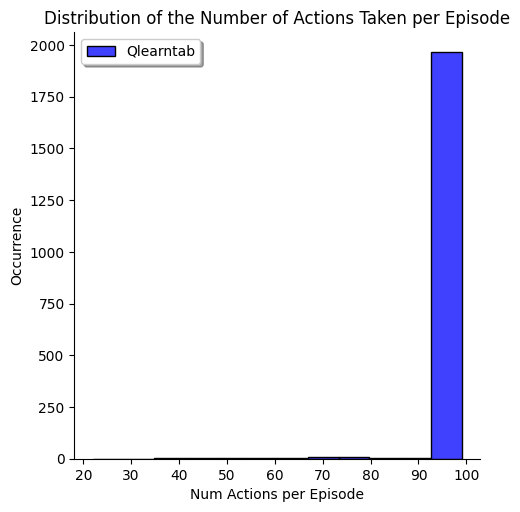 Distribution of the Number of Actions Taken per Episode
Qlearntab
2000
1750
1500
1250
1000
750
500
250
0
Occurrence
20 30 40 50 60 70 80 90 100
Num Actions per Episode